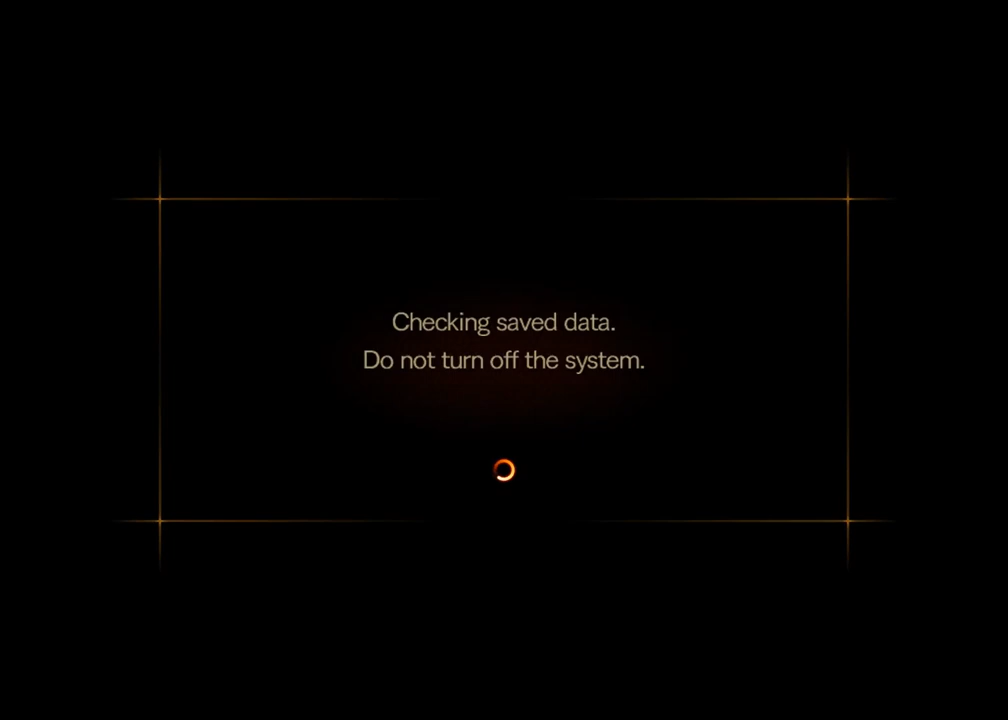 Checking saved data.
Do not turn off the system.